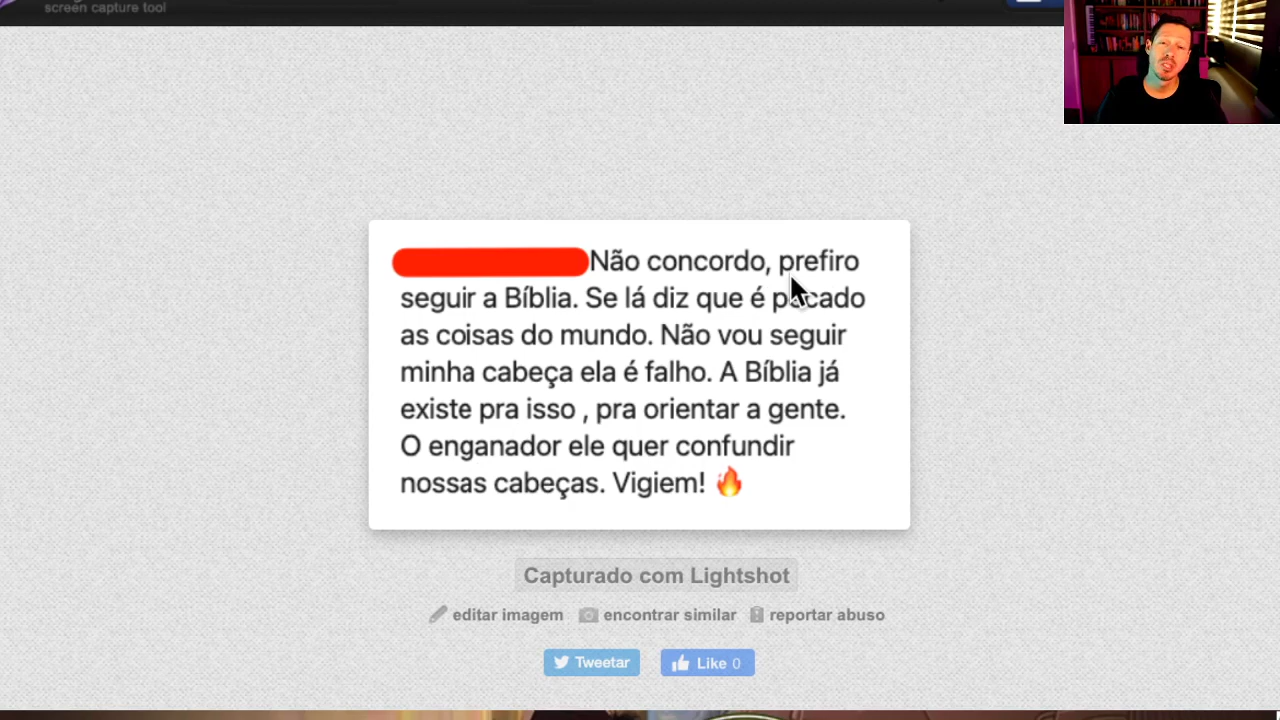 screen capture tool
Não concordo, prefiro
seguir a Bíblia. Se lá diz que é pecado
as coisas do mundo. Não vou seguir
minha cabeça ela é falho. A Bíblia já
existe pra isso , pra orientar a gente.
O enganador ele quer confundir
nossas cabeças. Vigiem! 🔥
Capturado com Lightshot
editar imagem encontrar similar reportar abuso
Tweetar Like 0